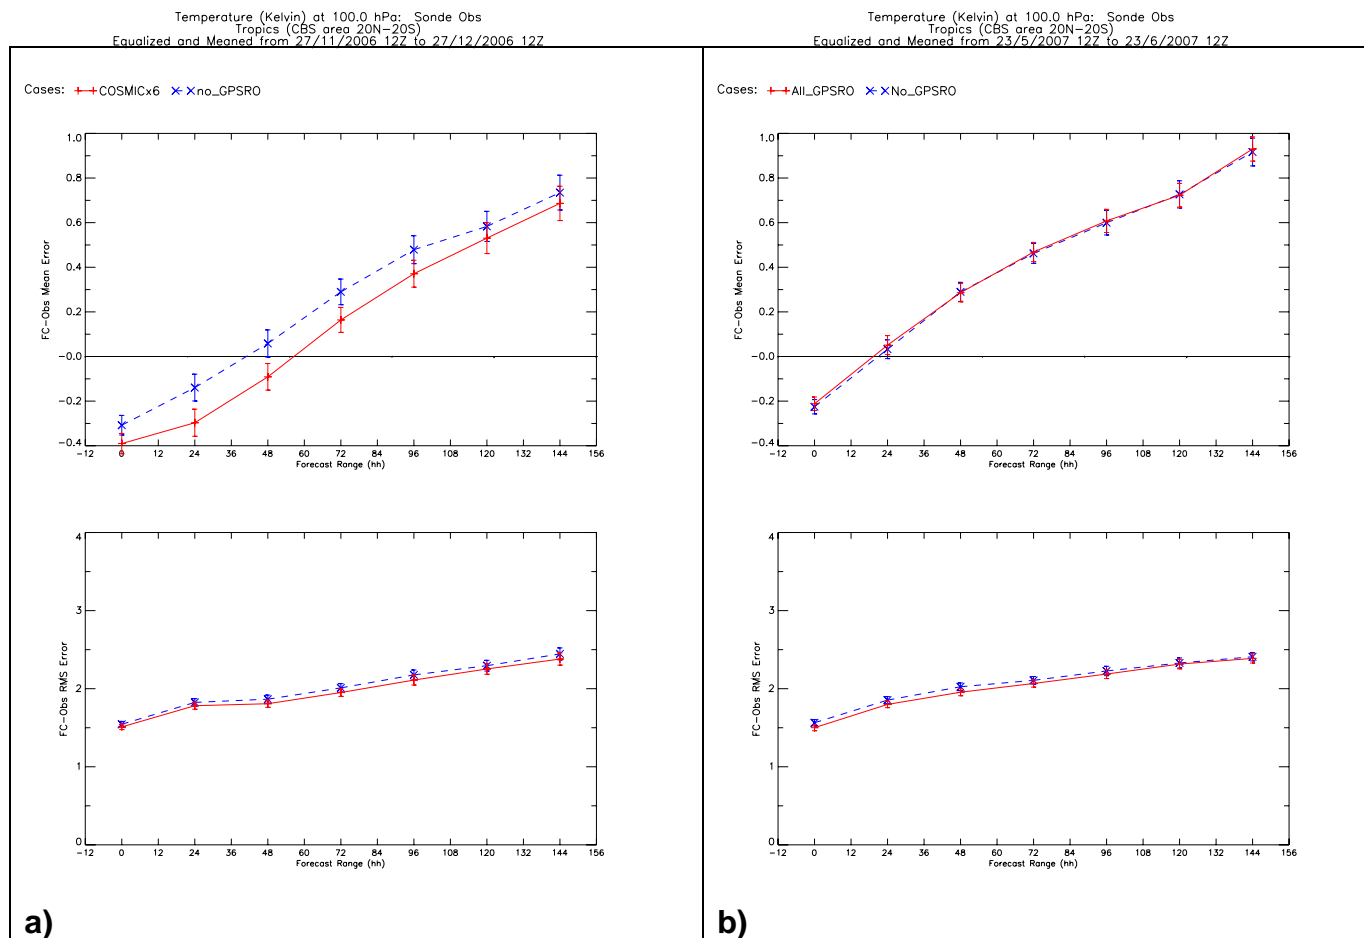 Temperature (Kelvin) at 100.0 hPa: Sonde Obs
Tropics (CBS area 20N-20S)
Equalized and Meaned from 27/11/2006 12Z to 27/12/2006 12Z
Cases: COSMICx6 no_GPSRO
1.0
0.8
0.6
0.4
0.2
-0.0
-0.2
-0.4
FC-Obs Mean Error
-12 0 12 24 36 48 60 72 84 96 108 120 132 144 156
Forecast Range (hh)
4
3
2
1
0
FC-Obs RMS Error
-12 0 12 24 36 48 60 72 84 96 108 120 132 144 156
Forecast Range (hh)
a)
Temperature (Kelvin) at 100.0 hPa: Sonde Obs
Tropics (CBS area 20N-20S)
Equalized and Meaned from 23/5/2007 12Z to 23/6/2007 12Z
Cases: All_GPSRO No_GPSRO
1.0
0.8
0.6
0.4
0.2
-0.0
-0.2
-0.4
FC-Obs Mean Error
-12 0 12 24 36 48 60 72 84 96 108 120 132 144 156
Forecast Range (hh)
4
3
2
1
0
FC-Obs RMS Error
-12 0 12 24 36 48 60 72 84 96 108 120 132 144 156
Forecast Range (hh)
b)